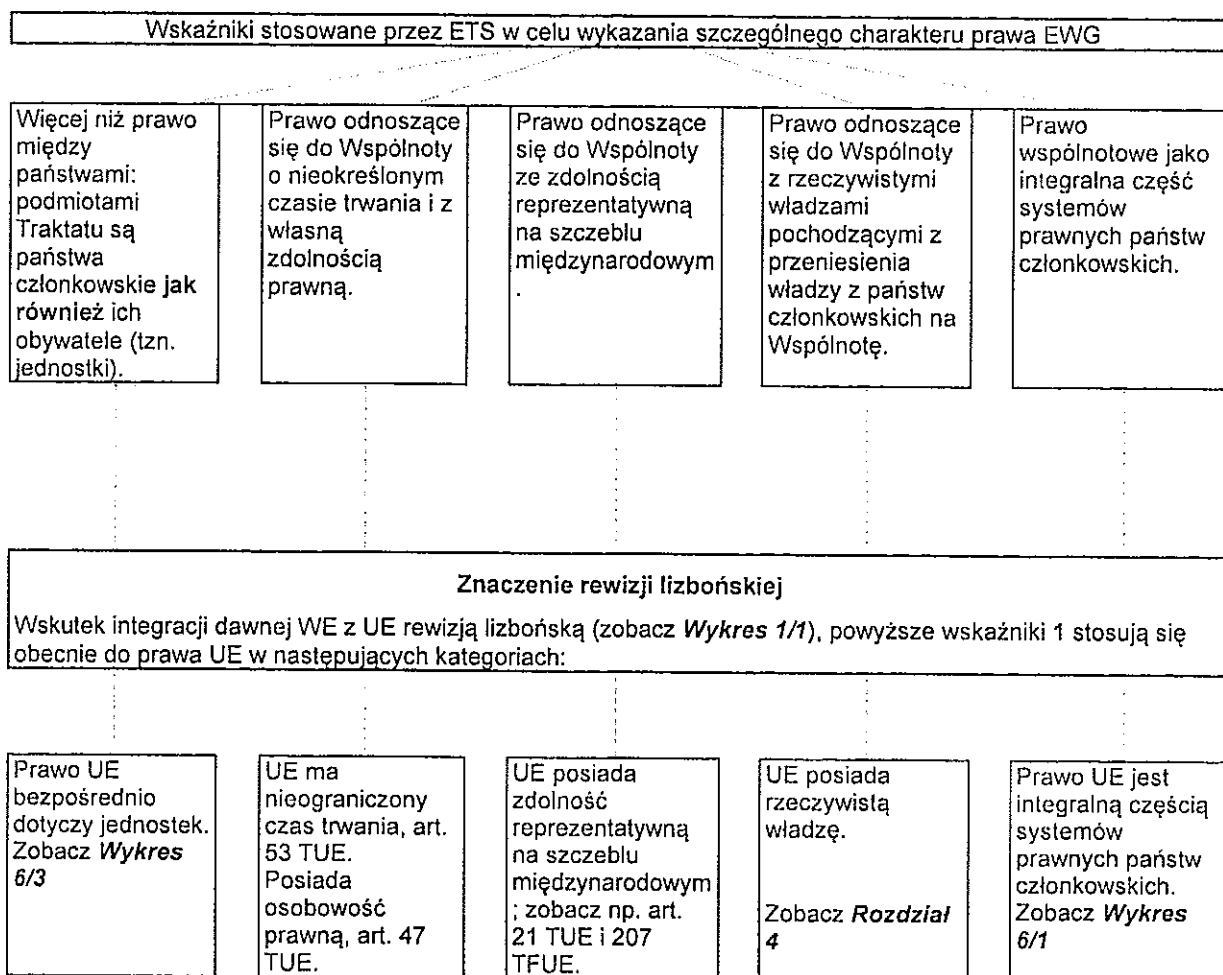 Wskaźniki stosowane przez ETS w celu wykazania szczególnego charakteru prawa EWG
Więcej niż prawo
między
państwami:
podmiotami
Traktatu są
państwa
członkowskie jak
również ich
obywatele (tzn.
jednostki).
Prawo odnoszące
się do Wspólnoty
o nieokreślonym
czasie trwania i z
własną
zdolnością
prawną.
Prawo odnoszące
się do Wspólnoty
ze zdolnością
reprezentatywną
na szczeblu
międzynarodowym
.
Prawo odnoszące
się do Wspólnoty
z rzeczywistymi
władzami
pochodzącymi z
przeniesienia
władzy z państw
członkowskich na
Wspólnotę.
Prawo
wspólnotowe jako
integralna część
systemów
prawnych państw
członkowskich.
Znaczenie rewizji lizbońskiej
Wskutek integracji dawnej WE z UE rewizją lizbońską (zobacz Wykres 1/1), powyższe wskaźniki 1 stosują się
obecnie do prawa UE w następujących kategoriach:
Prawo UE
bezpośrednio
dotyczy jednostek.
Zobacz Wykres
6/3
UE ma
nieograniczony
czas trwania, art.
53 TUE.
Posiada
osobowość
prawną, art. 47
TUE.
UE posiada
zdolność
reprezentatywną
na szczeblu
międzynarodowym
; zobacz np. art.
21 TUE i 207
TFUE.
UE posiada
rzeczywistą
władzę.
Zobacz Rozdział
4
Prawo UE jest
integralną częścią
systemów
prawnych państw
członkowskich.
Zobacz Wykres
6/1